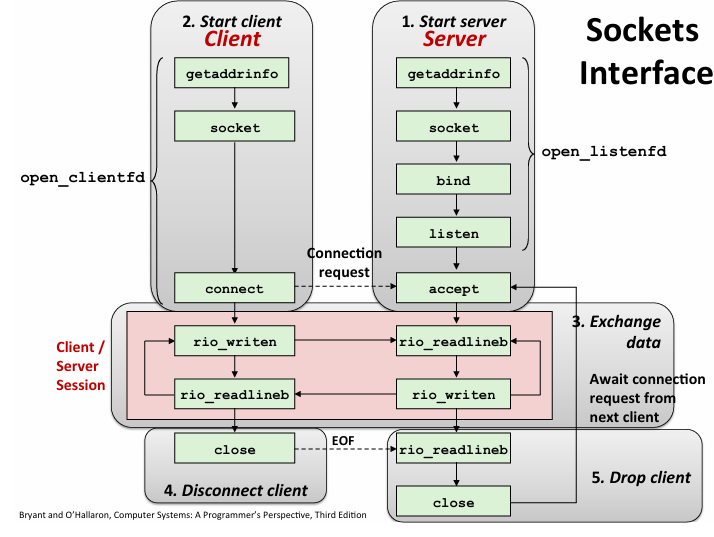 Sockets
Interface
2. Start client
Client
1. Start server
Server
getaddrinfo
getaddrinfo
socket
socket
open_clientfd
open_listenfd
bind
listen
Connection
request
connect
accept
3. Exchange
data
Client /
Server
Session
rio_writen
rio_readlineb
rio_readlineb
rio_writen
Await connection
request from
next client
close
EOF
rio_readlineb
4. Disconnect client
5. Drop client
close
Bryant and O’Hallaron, Computer Systems: A Programmer’s Perspective, Third Edition